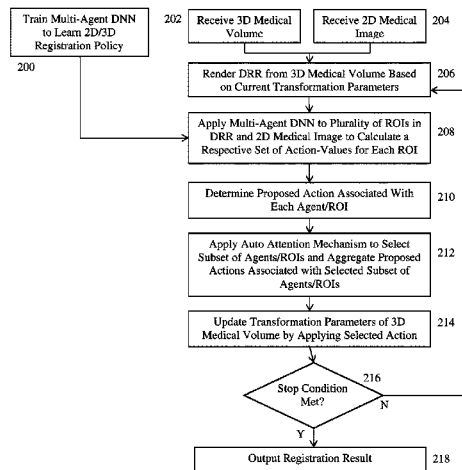 Train Multi-Agent DNN
to Learn 2D/3D
Registration Policy
200
202
Receive 3D Medical
Volume
Receive 2D Medical
Image
204
Render DRR from 3D Medical Volume Based
on Current Transformation Parameters
206
Apply Multi-Agent DNN to Plurality of ROIs in
DRR and 2D Medical Image to Calculate a
Respective Set of Action-Values for Each ROI
208
Determine Proposed Action Associated With
Each Agent/ROI
210
Apply Auto Attention Mechanism to Select
Subset of Agents/ROIs and Aggregate Proposed
Actions Associated with Selected Subset of
Agents/ROIs
212
Update Transformation Parameters of 3D
Medical Volume by Applying Selected Action
214
Stop Condition
Met?
216
N
Y
Output Registration Result
218